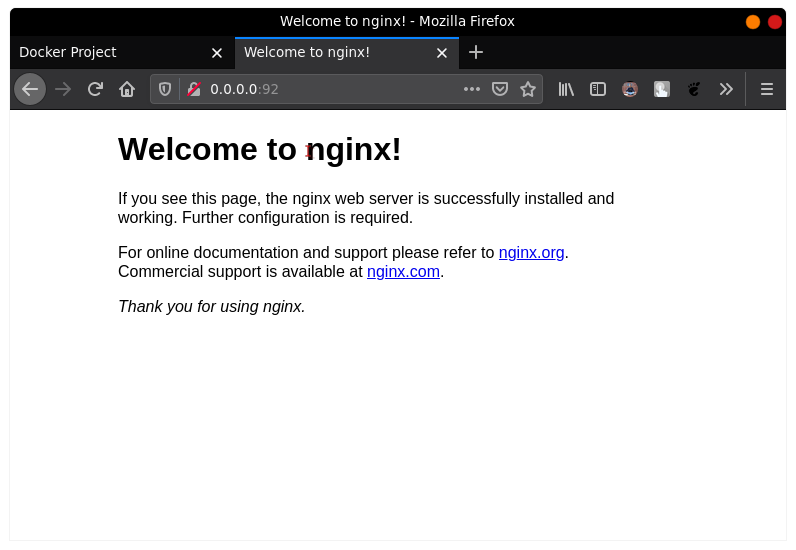 Welcome to nginx! - Mozilla Firefox
Docker Project
Welcome to nginx!
0.0.0.0:92
Welcome to nginx!
If you see this page, the nginx web server is successfully installed and
working. Further configuration is required.
For online documentation and support please refer to nginx.org.
Commercial support is available at nginx.com.
Thank you for using nginx.